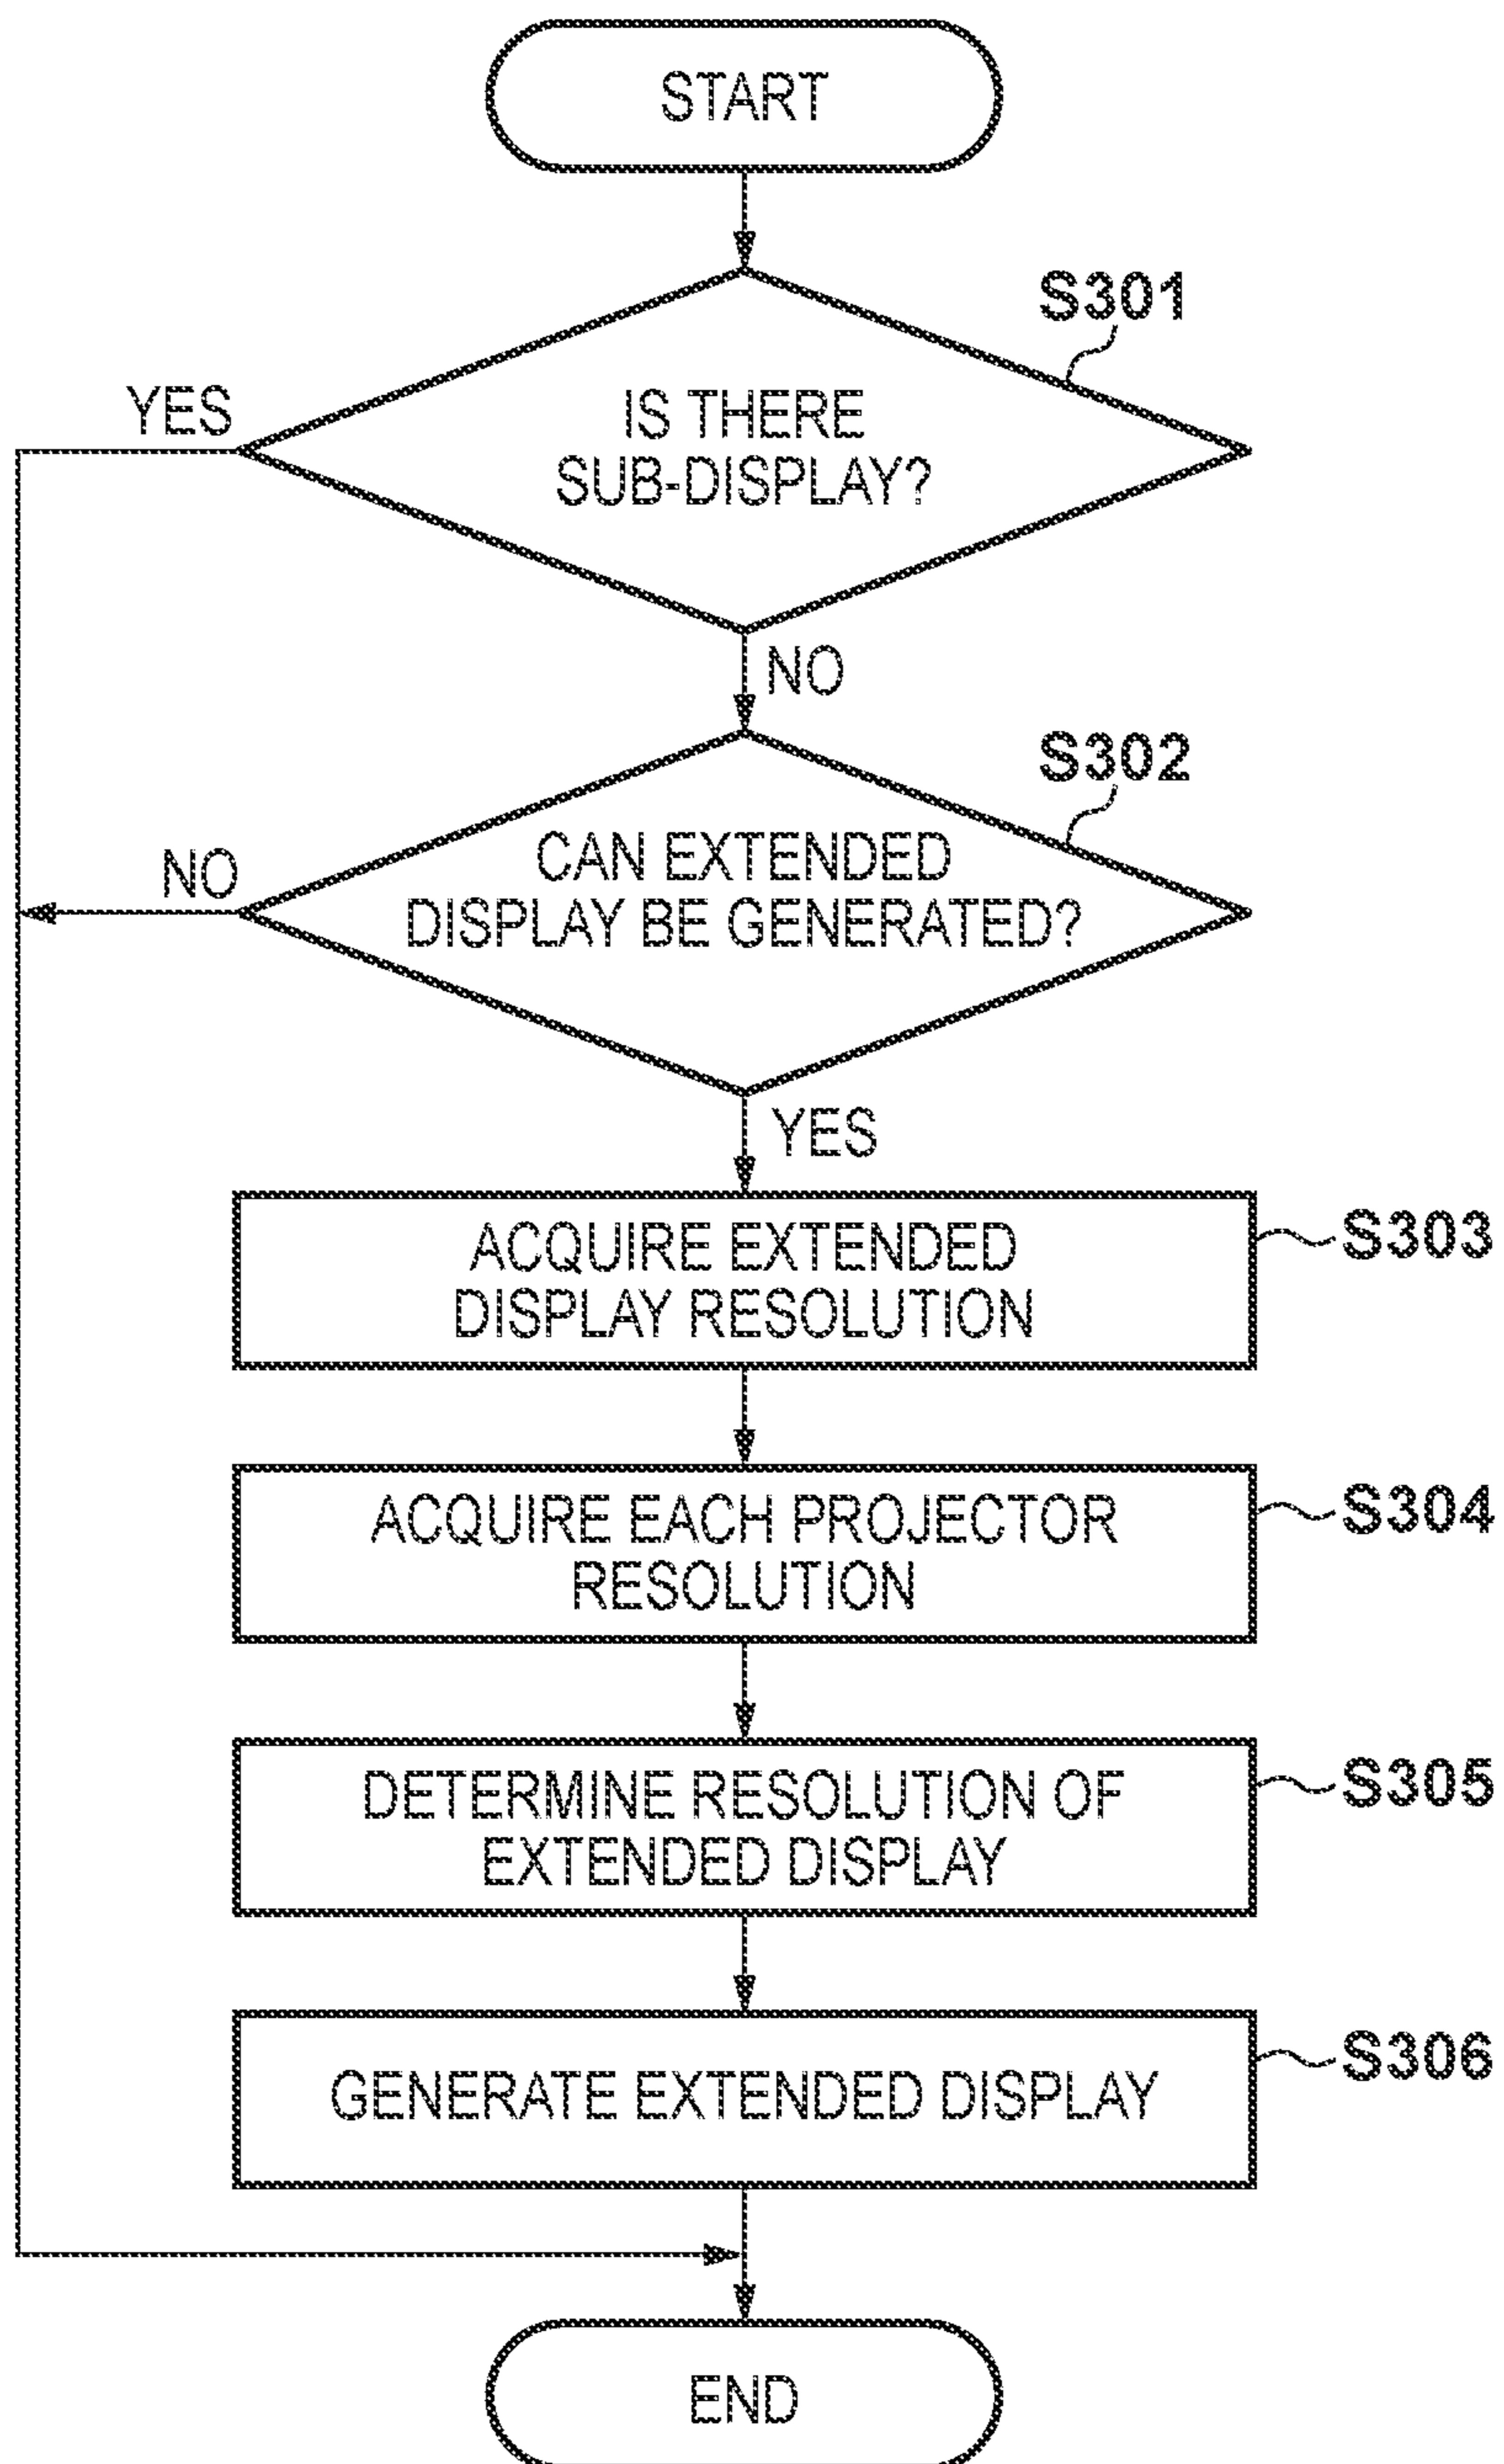 START
S301
YES
IS THERE
SUB-DISPLAY?
NO
S302
NO
CAN EXTENDED
DISPLAY BE GENERATED?
YES
ACQUIRE EXTENDED
DISPLAY RESOLUTION
S303
ACQUIRE EACH PROJECTOR
RESOLUTION
S304
DETERMINE RESOLUTION OF
EXTENDED DISPLAY
S305
GENERATE EXTENDED DISPLAY
S306
END